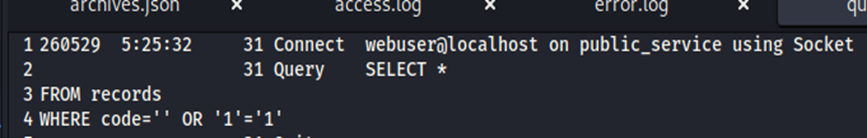 archives.json × access.log × error.log × qu
1 260529 5:25:32 31 Connect webuser@localhost on public_service using Socket
2 31 Query SELECT *
3 FROM records
4 WHERE code='' OR '1'='1'